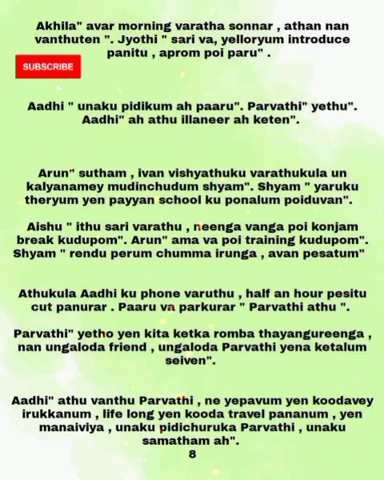 Akhila" avar morning varatha sonnar , athan nan
vanthuten ". Jyothi " sari va, yelloryum introduce
panitu , aprom poi paru" .
SUBSCRIBE
Aadhi " unaku pidikum ah paaru". Parvathi" yethu".
Aadhi" ah athu illaneer ah keten".
Arun" sutham , ivan vishyathuku varathukula un
kalyanamey mudinchudum shyam". Shyam " yaruku
theryum yen payyan school ku ponalum poiduvan".
Aishu " ithu sari varathu , neenga vanga poi konjam
break kudupom". Arun" ama va poi training kudupom".
Shyam " rendu perum chumma irunga , avan pesatum"
Athukula Aadhi ku phone varuthu , half an hour pesitu
cut panurar . Paaru va parkurar " Parvathi athu ".
Parvathi" yetho yen kita ketka romba thayangureenga ,
nan ungaloda friend , ungaloda Parvathi yena ketalum
seiven".
Aadhi" athu vanthu Parvathi , ne yepavum yen koodavey
irukkanum , life long yen kooda travel pananum , yen
manaiviya , unaku pidichuruka Parvathi , unaku
samatham ah".
8